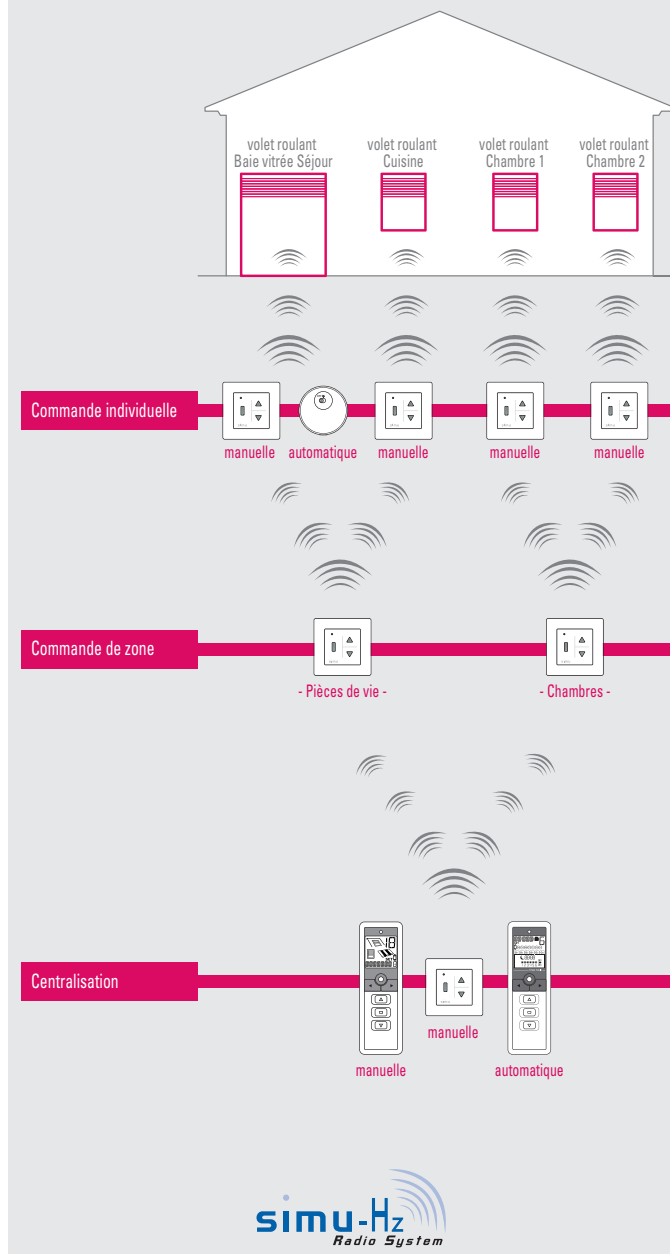 volet roulant
Baie vitrée Séjour
volet roulant
Cuisine
volet roulant
Chambre 1
volet roulant
Chambre 2
Commande individuelle
manuelle
automatique
manuelle
manuelle
manuelle
Commande de zone
- Pièces de vie -
- Chambres -
Centralisation
manuelle
manuelle
automatique
simu-Hz
Radio System